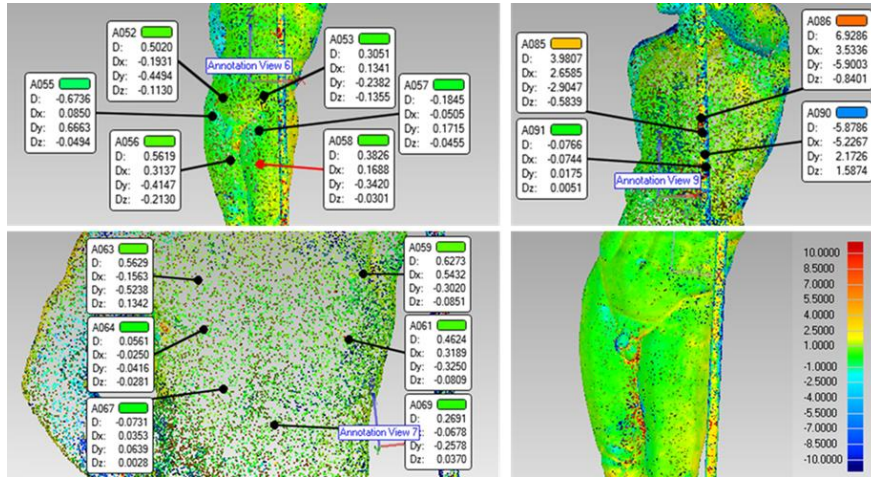 A052
D: 0.5020
Dx: -0.1931
Dy: -0.4494
Dz: -0.1130
A053
D: 0.3051
Dx: 0.1341
Dy: -0.2382
Dz: -0.1355
Annotation View 6
A055
D: -0.6736
Dx: 0.0850
Dy: 0.6663
Dz: -0.0494
A057
D: -0.1845
Dx: -0.0505
Dy: 0.1715
Dz: -0.0455
A056
D: 0.5619
Dx: 0.3137
Dy: -0.4147
Dz: -0.2130
A058
D: 0.3826
Dx: 0.1688
Dy: -0.3420
Dz: -0.0301
A085
D: 3.9807
Dx: 2.6585
Dy: -2.9047
Dz: -0.5839
A086
D: 6.9286
Dx: 3.5336
Dy: -5.9003
Dz: -0.8401
A091
D: -0.0766
Dx: -0.0744
Dy: 0.0175
Dz: 0.0051
A090
D: -5.8786
Dx: -5.2267
Dy: 2.1726
Dz: 1.5874
Annotation View 9
A063
D: 0.5629
Dx: -0.1563
Dy: -0.5238
Dz: 0.1342
A059
D: 0.6273
Dx: 0.5432
Dy: -0.3020
Dz: -0.0851
A064
D: 0.0561
Dx: -0.0250
Dy: -0.0416
Dz: -0.0281
A061
D: 0.4624
Dx: 0.3189
Dy: -0.3250
Dz: -0.0809
A067
D: -0.0731
Dx: 0.0353
Dy: 0.0639
Dz: 0.0028
A069
D: 0.2691
Dx: -0.0678
Dy: -0.2578
Dz: 0.0370
Annotation View 7
10.0000
8.5000
7.0000
5.5000
4.0000
2.5000
1.0000
-1.0000
-2.5000
-4.0000
-5.5000
-7.0000
-8.5000
-10.0000